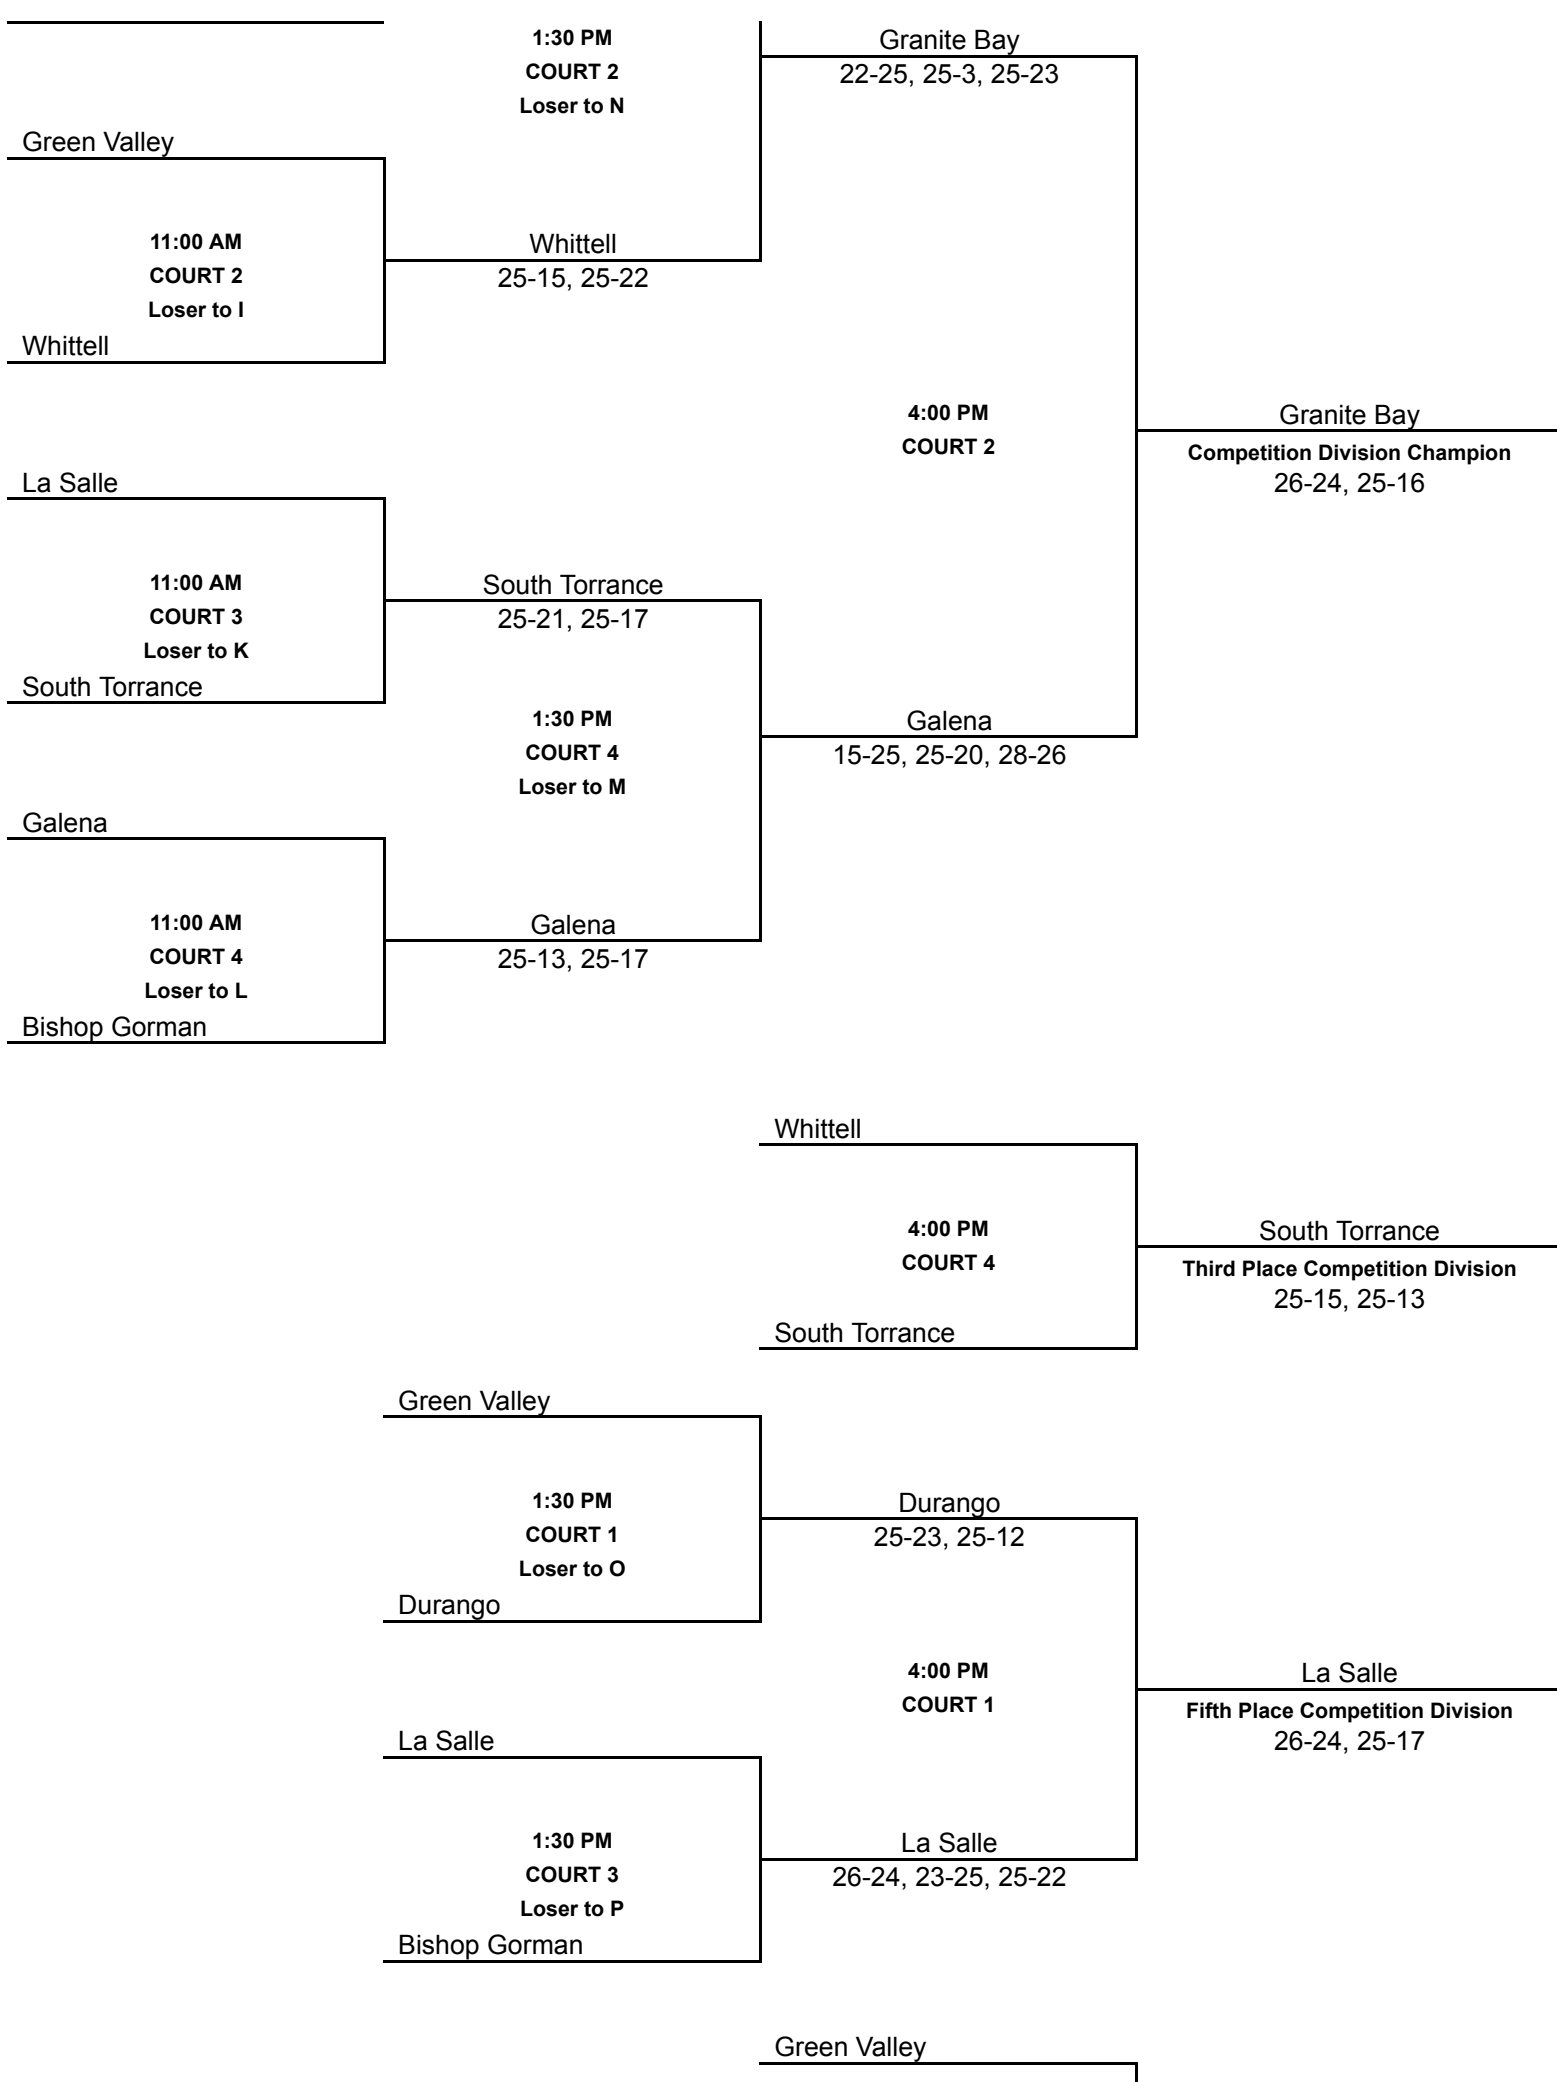 1:30 PM
Granite Bay
COURT 2
22-25, 25-3, 25-23
Loser to N
Green Valley
11:00 AM
Whittell
COURT 2
25-15, 25-22
Loser to I
Whittell
4:00 PM
Granite Bay
COURT 2
Competition Division Champion
La Salle
26-24, 25-16
11:00 AM
South Torrance
COURT 3
25-21, 25-17
Loser to K
South Torrance
1:30 PM
Galena
COURT 4
15-25, 25-20, 28-26
Loser to M
Galena
11:00 AM
Galena
COURT 4
25-13, 25-17
Loser to L
Bishop Gorman
Whittell
4:00 PM
South Torrance
COURT 4
Third Place Competition Division
25-15, 25-13
South Torrance
Green Valley
1:30 PM
Durango
COURT 1
25-23, 25-12
Loser to O
Durango
4:00 PM
La Salle
COURT 1
Fifth Place Competition Division
La Salle
26-24, 25-17
1:30 PM
La Salle
COURT 3
26-24, 23-25, 25-22
Loser to P
Bishop Gorman
Green Valley